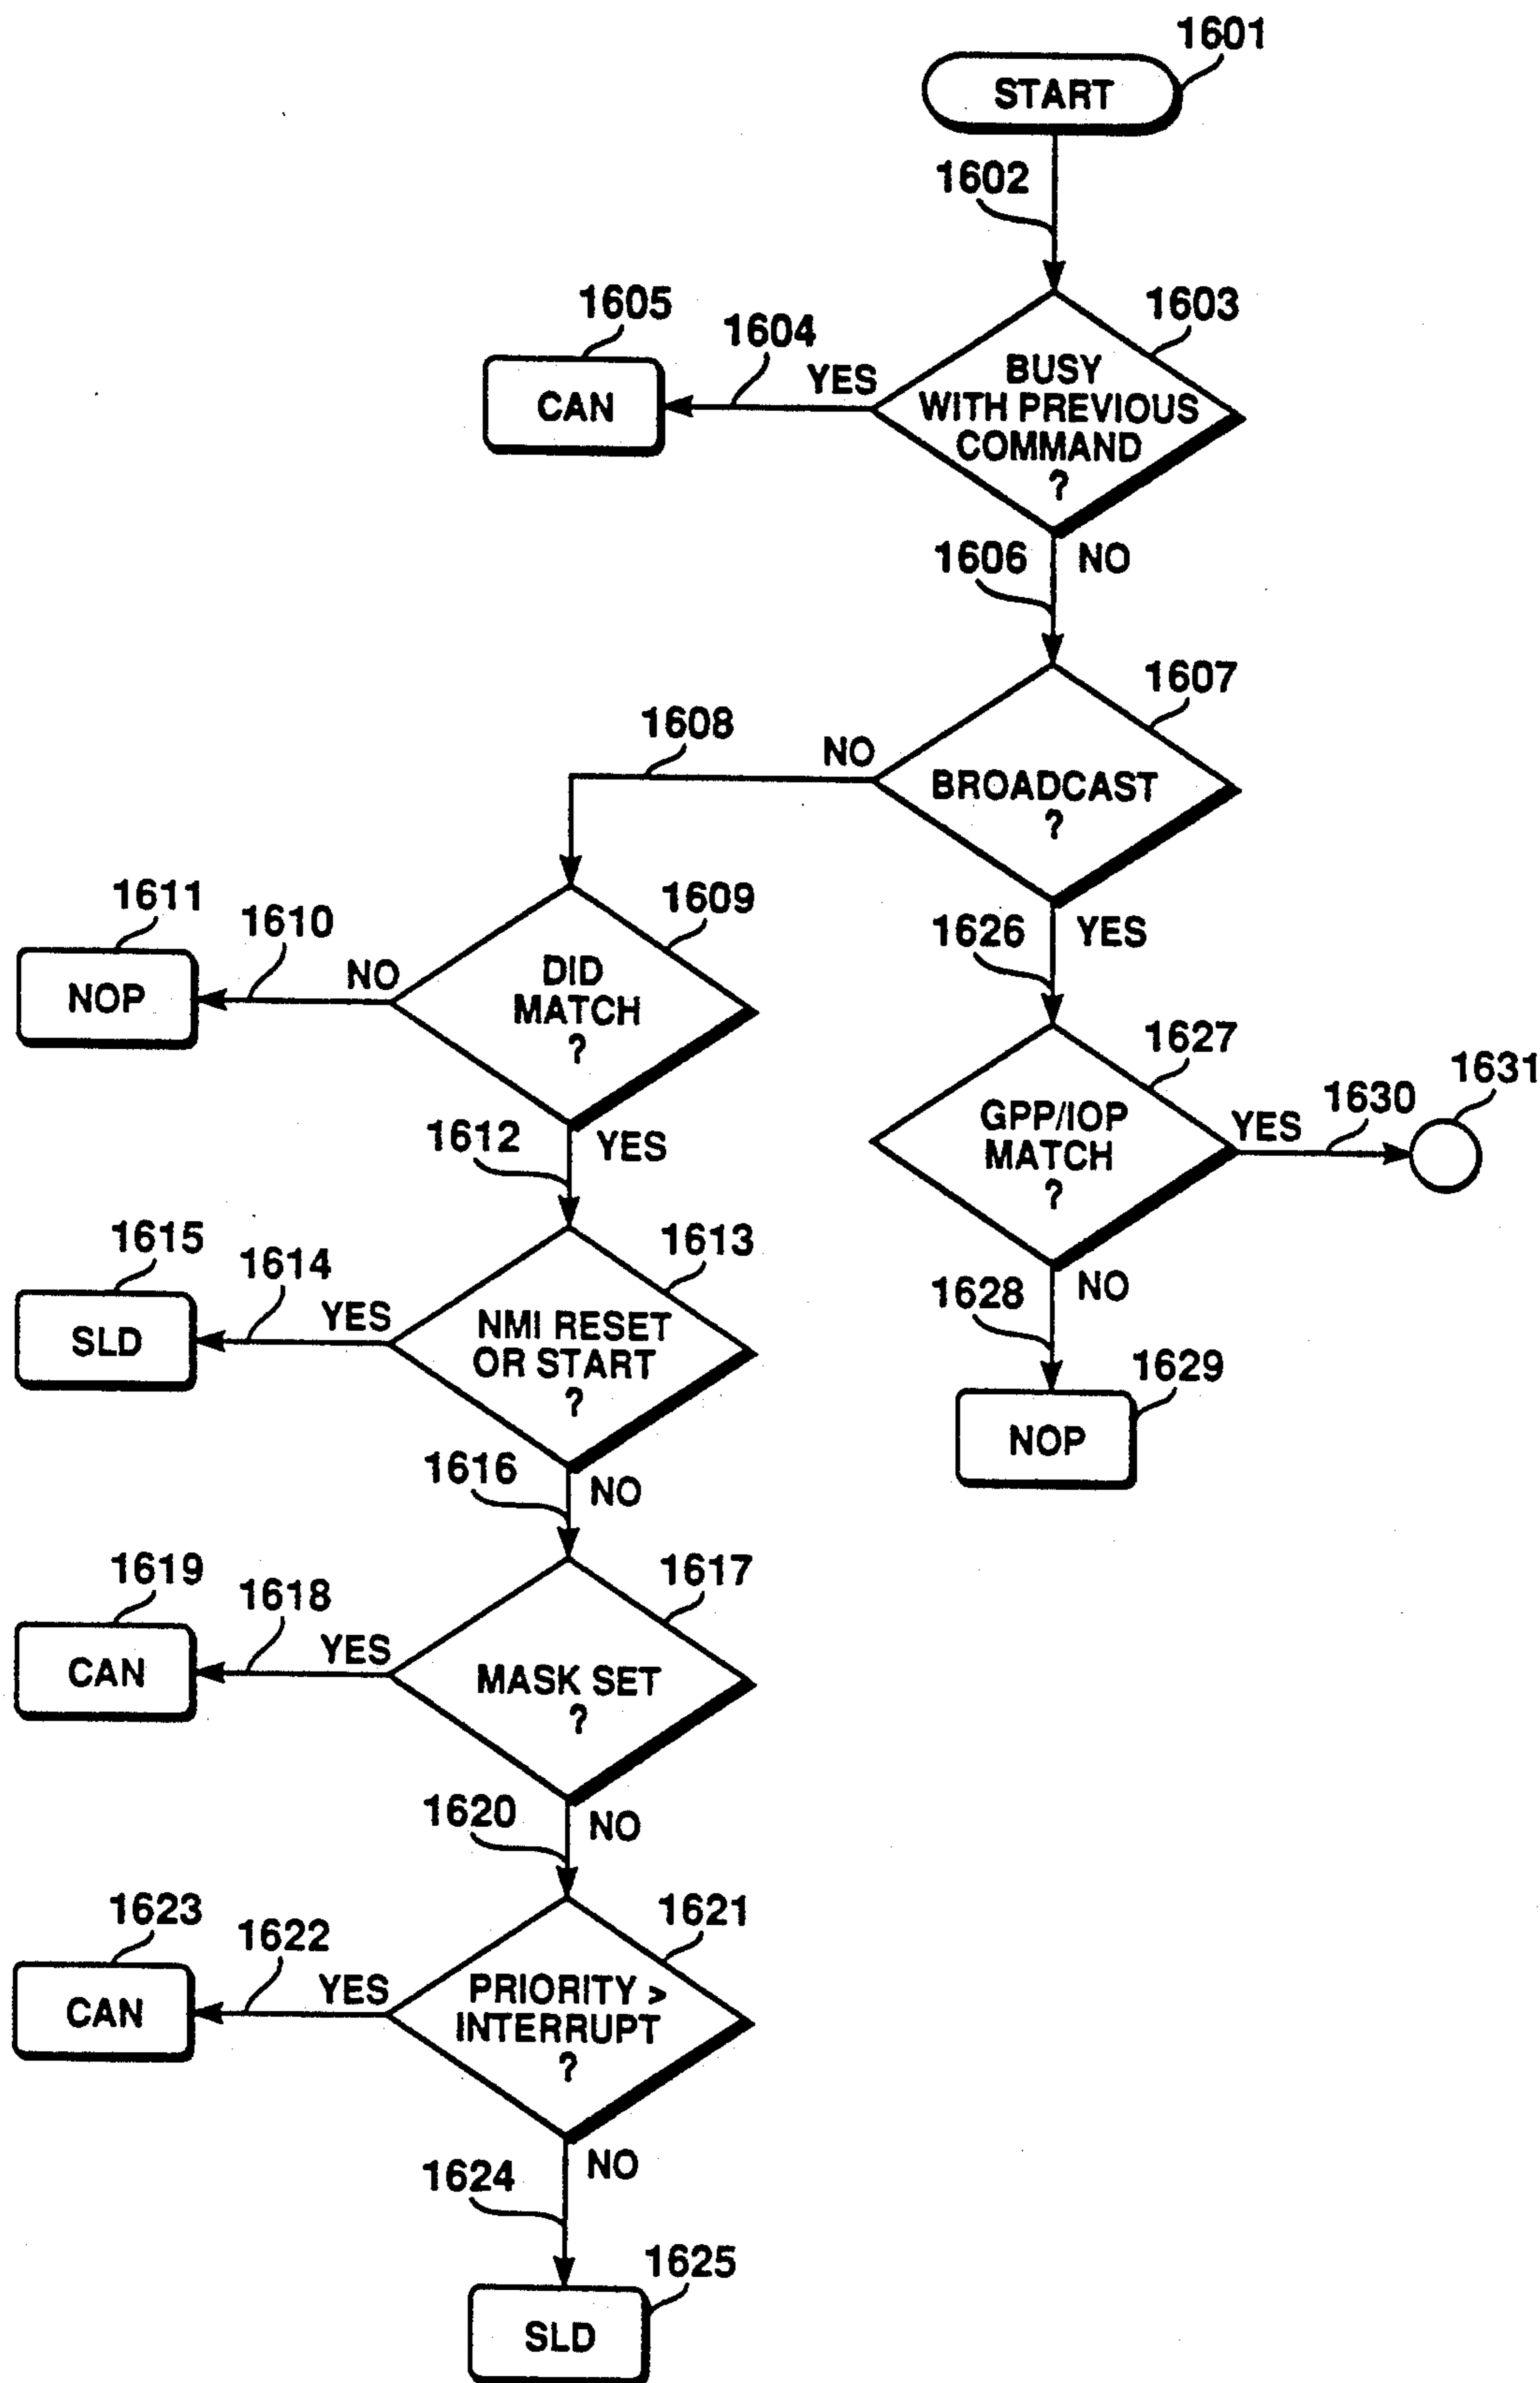 1601
START
1602
1603
BUSY
WITH PREVIOUS
COMMAND
?
YES
1604
1605
CAN
1606
NO
1607
BROADCAST
?
NO
1608
1609
DID
MATCH
?
NO
1610
1611
NOP
1626
YES
1627
GPP/IOP
MATCH
?
YES
1630
1631
1628
NO
1629
NOP
1612
YES
1613
NMI RESET
OR START
?
YES
1614
1615
SLD
1616
NO
1617
MASK SET
?
YES
1618
1619
CAN
1620
NO
1621
PRIORITY >
INTERRUPT
?
YES
1622
1623
CAN
1624
NO
1625
SLD